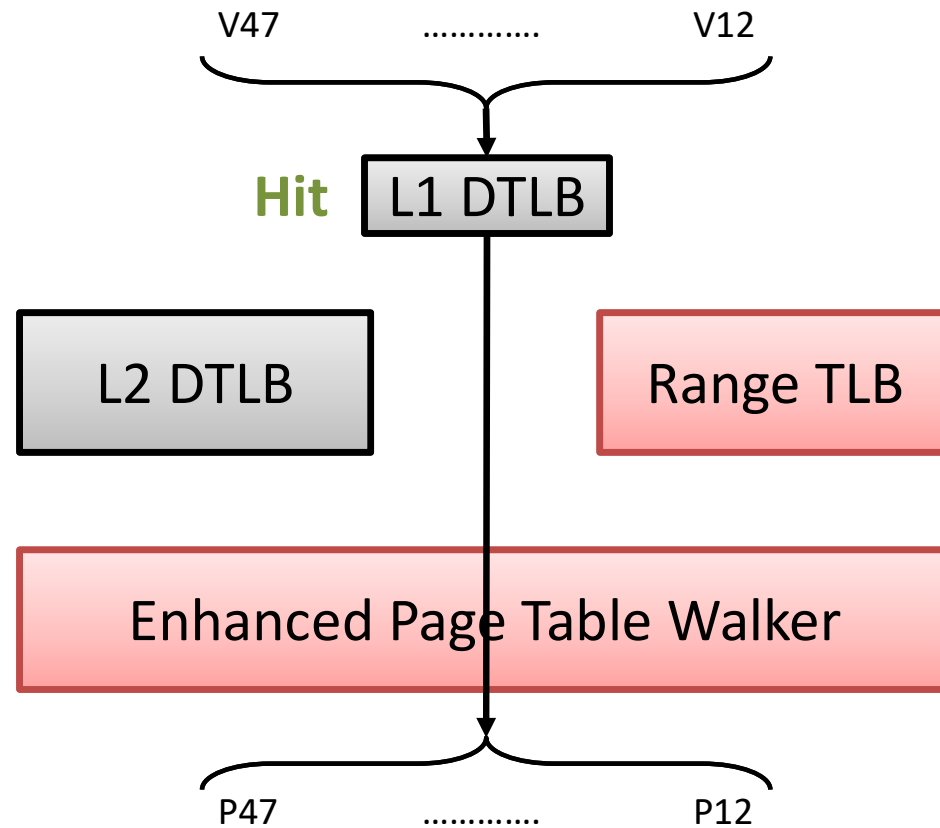 V47 …………. V12
Hit L1 DTLB
L2 DTLB Range TLB
Enhanced Page Table Walker
P47 …………. P12